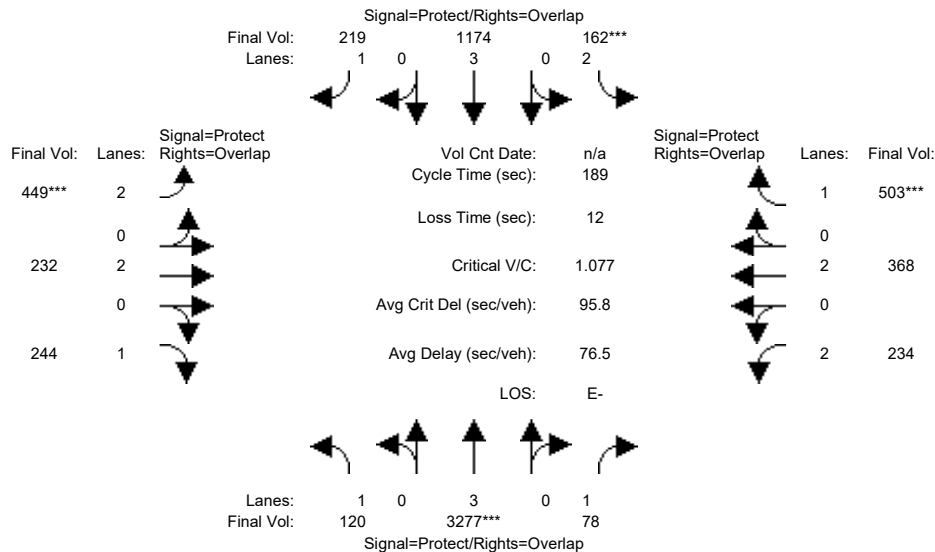 Signal=Protect/Rights=Overlap
Final Vol: 219 1174 162***
Lanes: 1 0 3 0 2
Signal=Protect
Final Vol: Lanes: Rights=Overlap
Vol Cnt Date: n/a
Signal=Protect
Rights=Overlap Lanes: Final Vol:
Cycle Time (sec): 189
449*** 2
1 503***
Loss Time (sec): 12
0
0
232 2
Critical V/C: 1.077
2 368
0
Avg Crit Del (sec/veh): 95.8
0
244 1
Avg Delay (sec/veh): 76.5
2 234
LOS: E-
Lanes: 1 0 3 0 1
Final Vol: 120 3277*** 78
Signal=Protect/Rights=Overlap